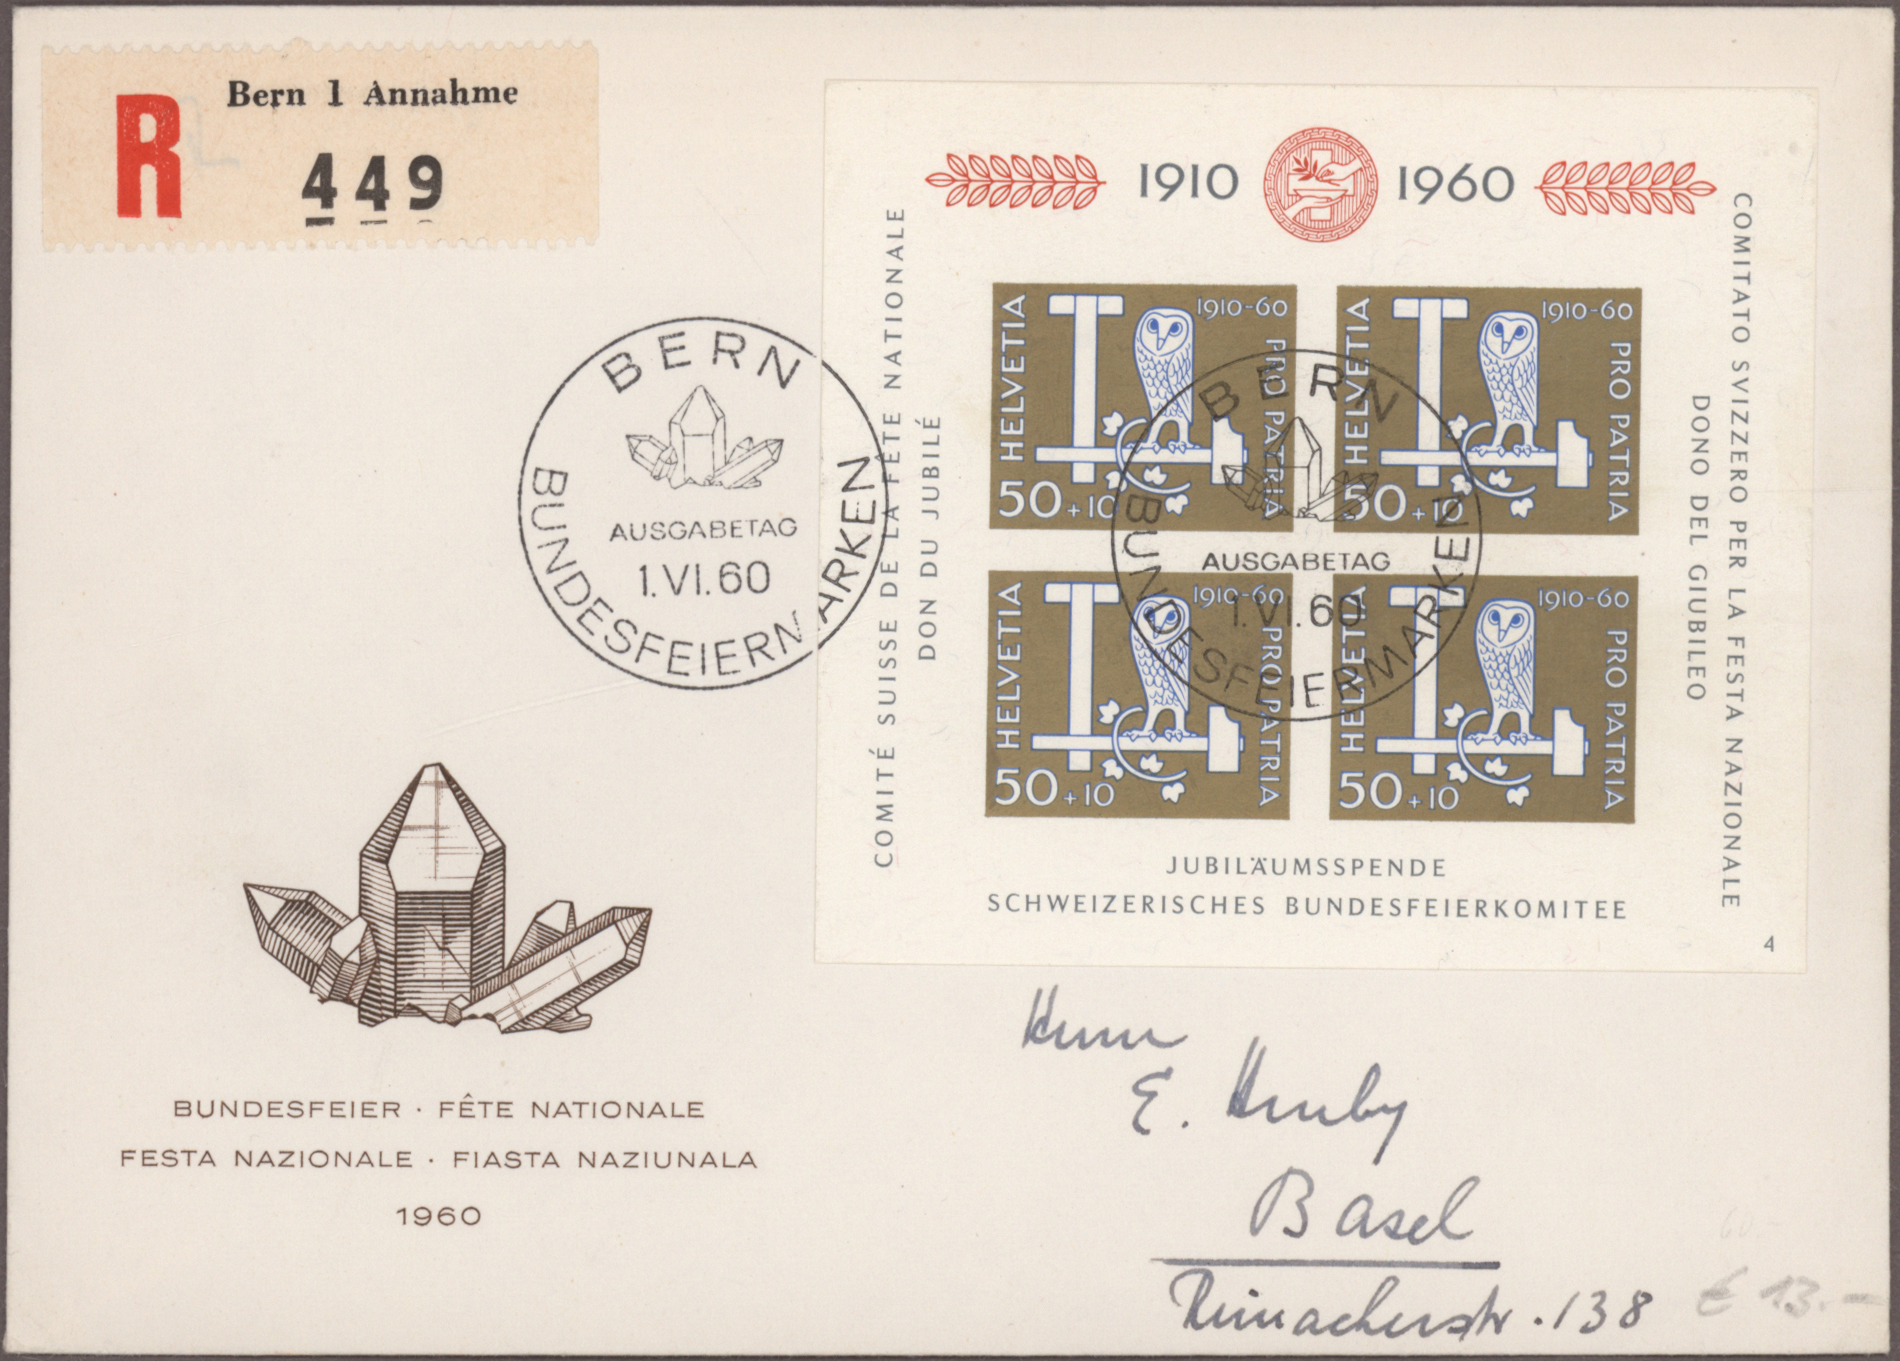 Bern 1 Annahme
R
449
BERN
AUSGABETAG
1.VI.60
BUNDESFEIERMARKEN
1910 1960
COMITÉ SUISSE DE LA FÊTE NATIONALE
DON DU JUBILÉ
HELVETIA
1910-60
PRO PATRIA
50+10
HELVETIA
1910-60
PRO PATRIA
50+10
BERN
AUSGABETAG
1.VI.60
BUNDESFEIERMARKEN
HELVETIA
1910-60
PRO PATRIA
50+10
HELVETIA
1910-60
PRO PATRIA
50+10
COMITATO SVIZZERO PER LA FESTA NAZIONALE
DONO DEL GIUBILEO
JUBILÄUMSSPENDE
SCHWEIZERISCHES BUNDESFEIERKOMITEE
4
BUNDESFEIER · FÊTE NATIONALE
FESTA NAZIONALE · FIASTA NAZIUNALA
1960
Herrn
E.
Basel
Reinacherstr. 138
€ 13.-